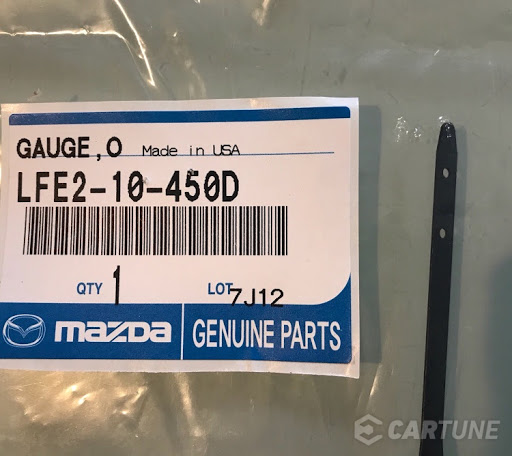 GAUGE,O Made in USA
LFE2-10-450D
QTY 1 LOT 7J12
mazda GENUINE PARTS
CARTUNE